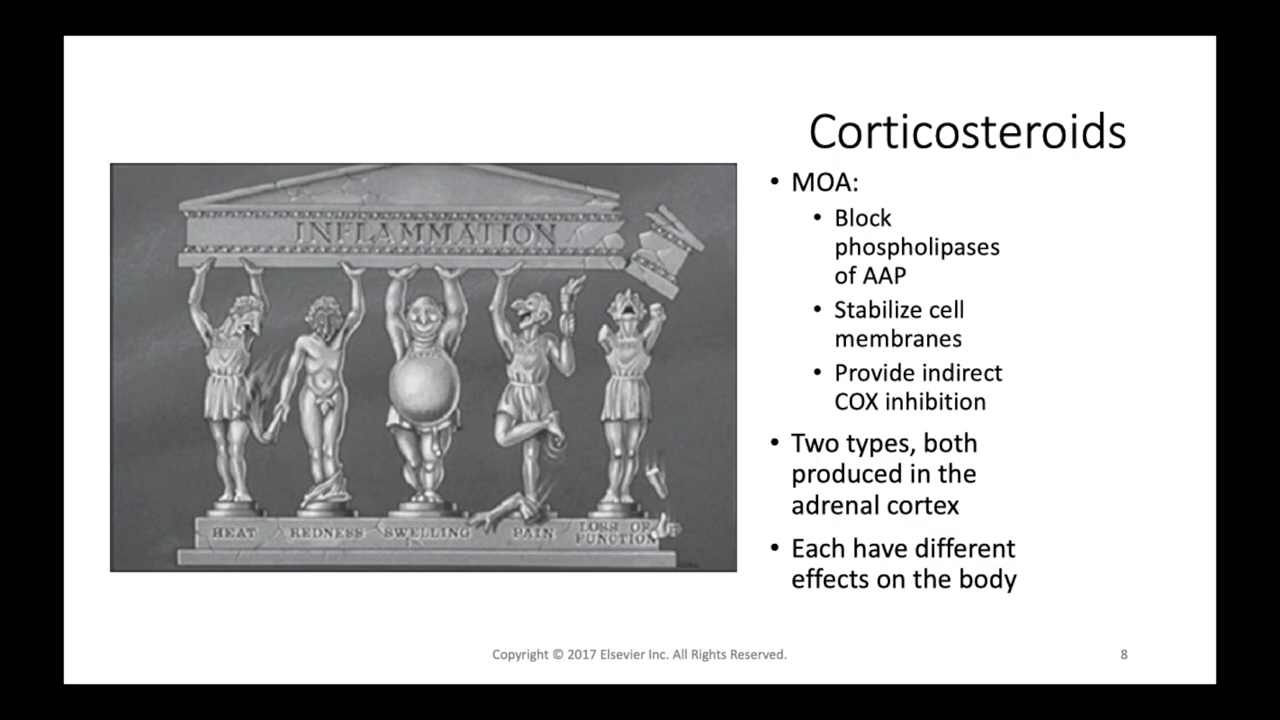 Corticosteroids
INFLAMMATION
HEAT REDNESS SWELLING PAIN LOSS OF
FUNCTION
• MOA:
• Block
phospholipases
of AAP
• Stabilize cell
membranes
• Provide indirect
COX inhibition
• Two types, both
produced in the
adrenal cortex
• Each have different
effects on the body
Copyright © 2017 Elsevier Inc. All Rights Reserved.
8